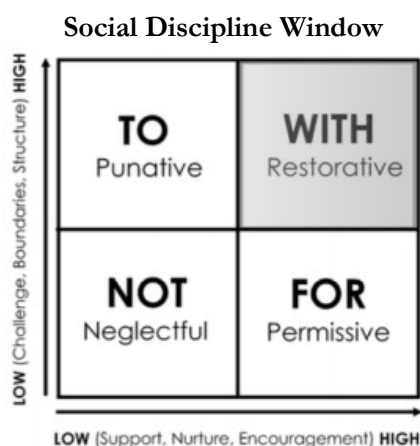 Social Discipline Window
LOW (Challenge, Boundaries, Structure) HIGH
TO
Punative
WITH
Restorative
NOT
Neglectful
FOR
Permissive
LOW (Support, Nurture, Encouragement) HIGH